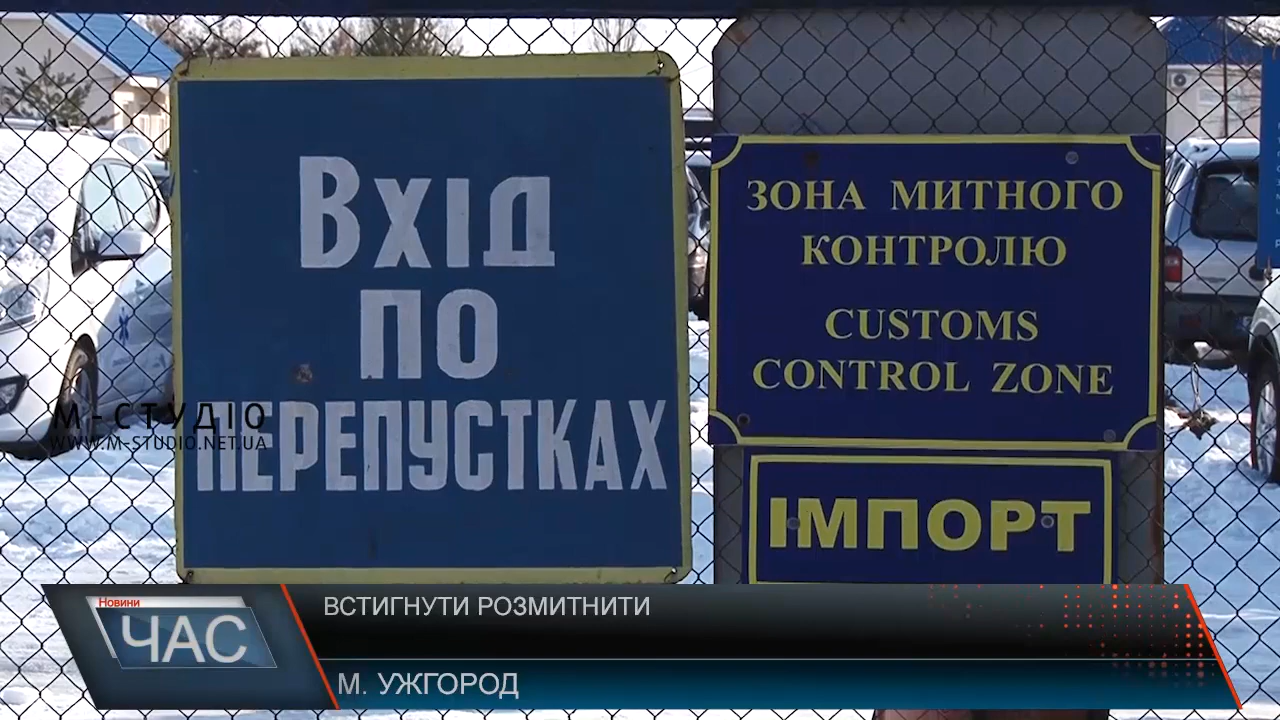 Вхід
по
перепустках
ЗОНА МИТНОГО
КОНТРОЛЮ
CUSTOMS
CONTROL ZONE
ІМПОРТ
М-СТУДІО
WWW.M-STUDIO.NET.UA
Новини
ЧАС
ВСТИГНУТИ РОЗМИТНИТИ
М. УЖГОРОД